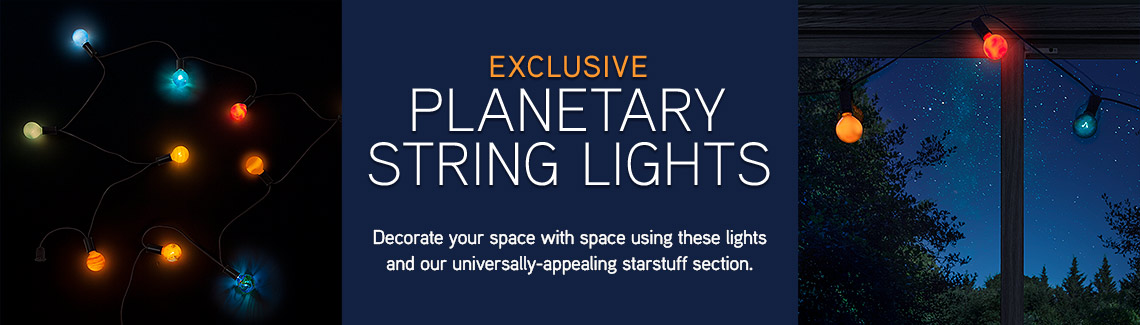 EXCLUSIVE
PLANETARY
STRING LIGHTS
Decorate your space with space using these lights
and our universally-appealing starstuff section.